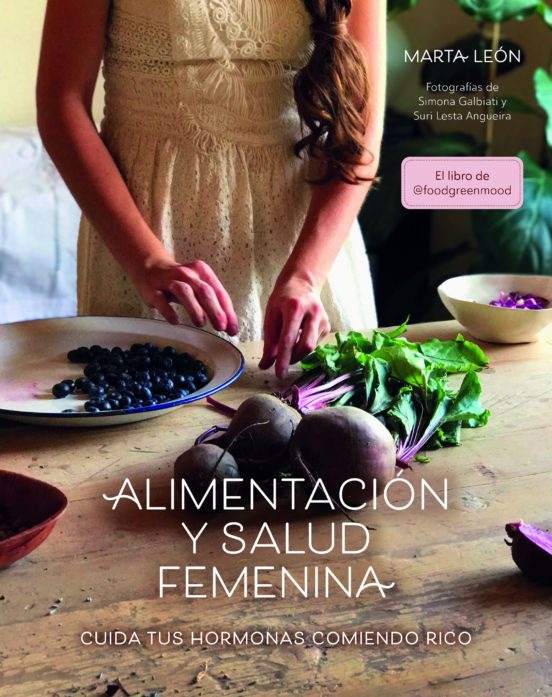 MARTA LEÓN
Fotografías de
Simona Galbiati y
Suri Lesta Angueira
El libro de
@foodgreenmood
ALIMENTACIÓN
Y SALUD
FEMENINA
CUIDA TUS HORMONAS COMIENDO RICO